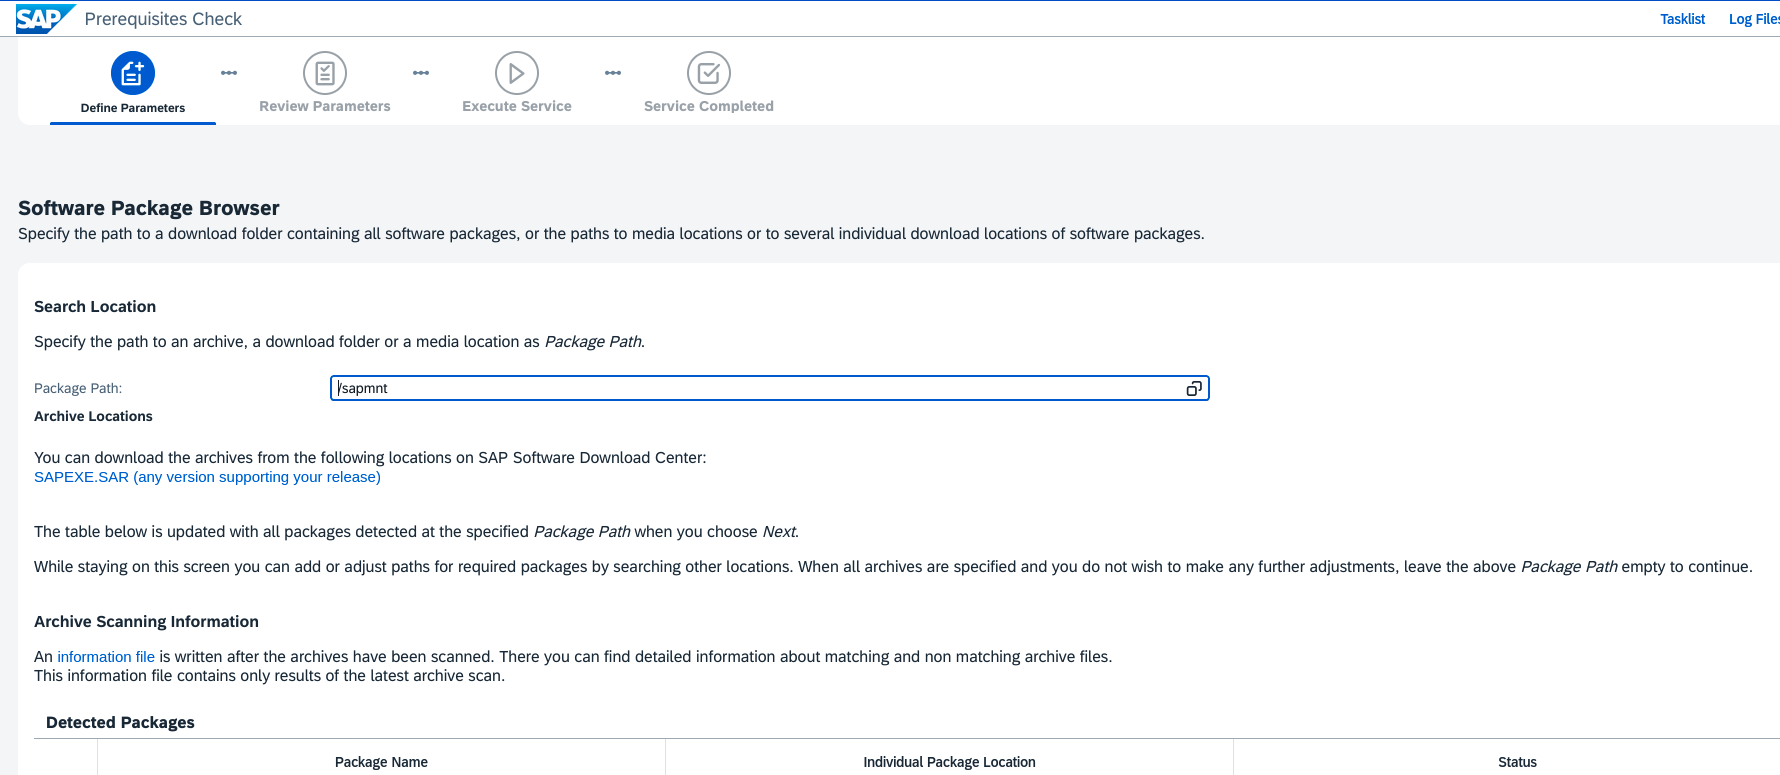 SAP Prerequisites Check Tasklist Log Files
Define Parameters Review Parameters Execute Service Service Completed
Software Package Browser
Specify the path to a download folder containing all software packages, or the paths to media locations or to several individual download locations of software packages.
Search Location
Specify the path to an archive, a download folder or a media location as Package Path.
Package Path: /sapmnt
Archive Locations
You can download the archives from the following locations on SAP Software Download Center:
SAPEXE.SAR (any version supporting your release)
The table below is updated with all packages detected at the specified Package Path when you choose Next.
While staying on this screen you can add or adjust paths for required packages by searching other locations. When all archives are specified and you do not wish to make any further adjustments, leave the above Package Path empty to continue.
Archive Scanning Information
An information file is written after the archives have been scanned. There you can find detailed information about matching and non matching archive files.
This information file contains only results of the latest archive scan.
Detected Packages
Package Name Individual Package Location Status